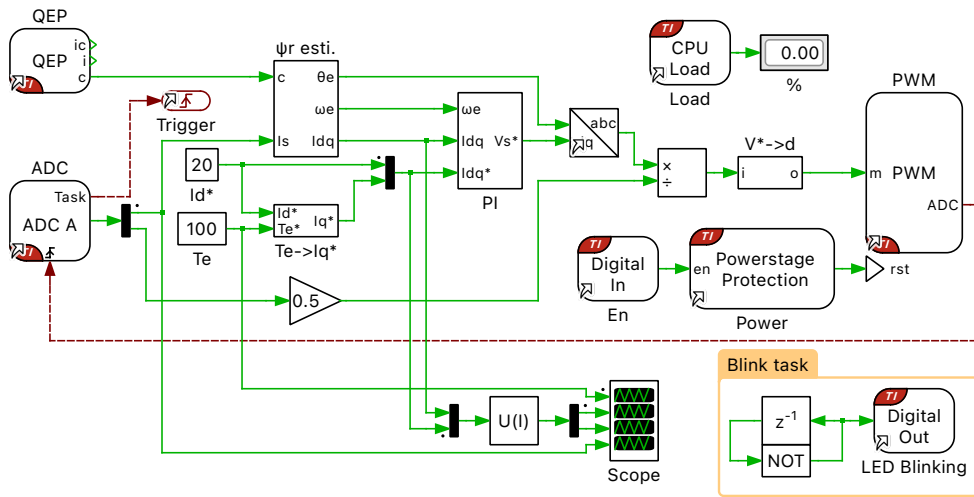 QEP
ic
i
c
QEP
TI
Trigger
ψr esti.
c
θe
ωe
Is
Idq
ωe
Idq
Vs*
Idq*
PI
abc
×
÷
V*->d
i
o
TI
CPU
Load
Load
0.00
%
PWM
m
PWM
ADC
TI
rst
ADC
Task
ADC A
TI
20
Id*
100
Te
Id*
Te*
Iq*
Te->Iq*
0.5
TI
Digital
In
En
TI
en
Powerstage
Protection
Power
U(I)
Scope
Blink task
z-1
NOT
TI
Digital
Out
LED Blinking